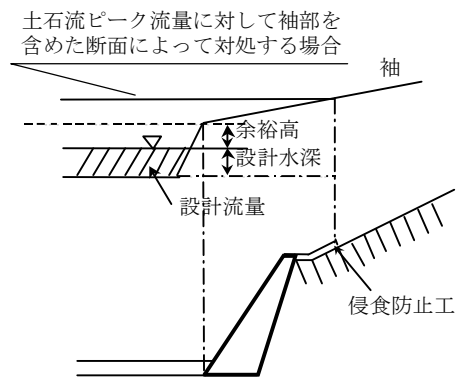 土石流ピーク流量に対して袖部を
含めた断面によって対処する場合
袖
余裕高
設計水深
設計流量
侵食防止工